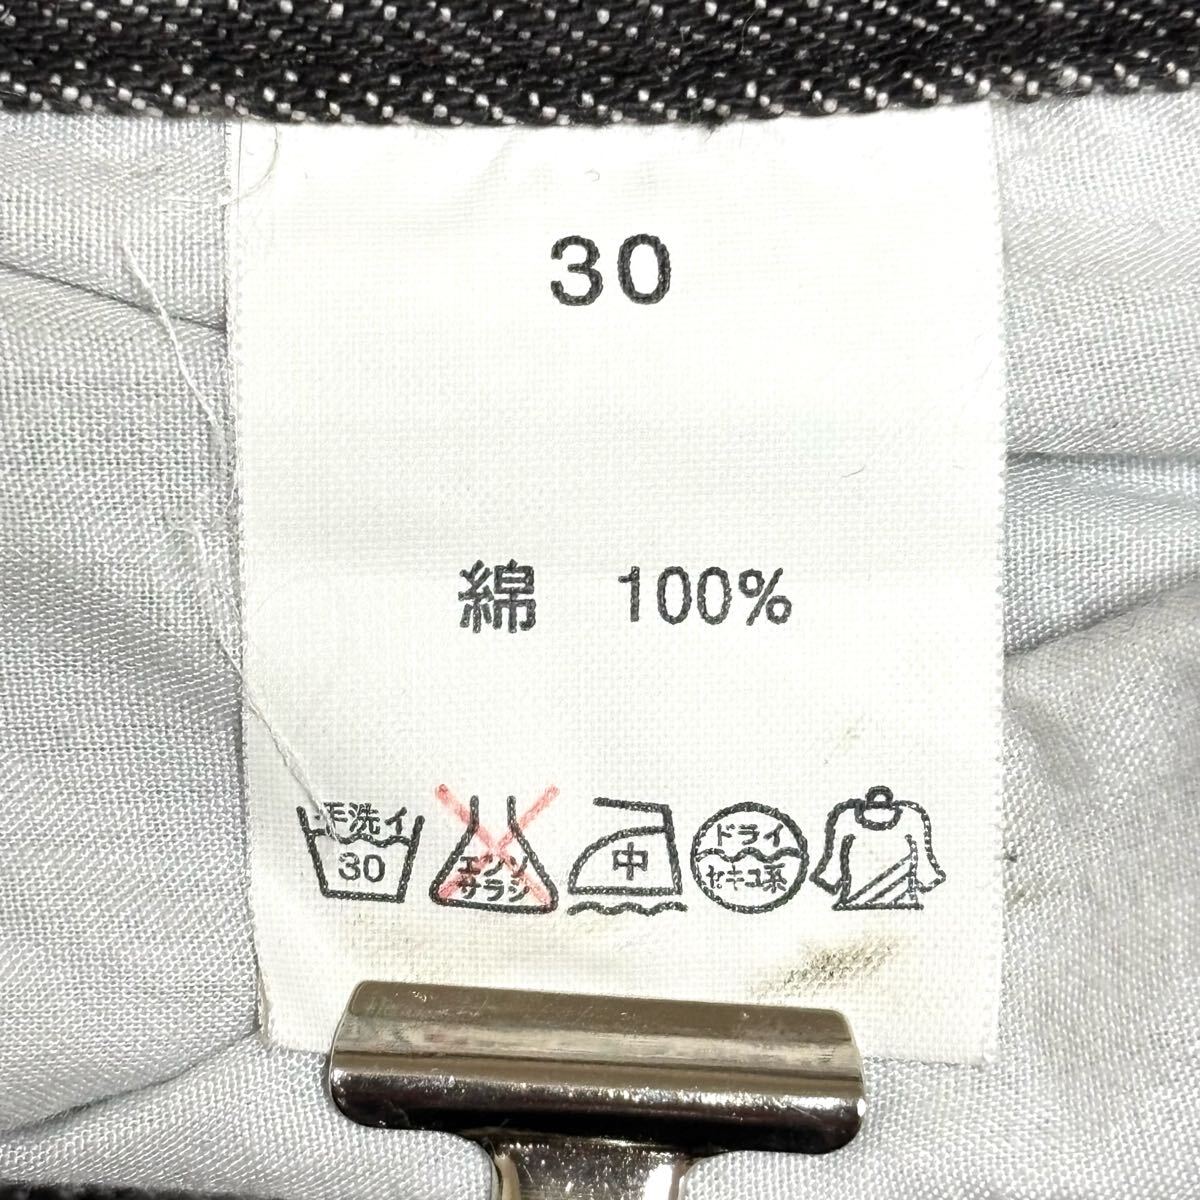 30
綿 100%
手洗イ
30
エンソ
サラシ
中
ドライ
セキユ系